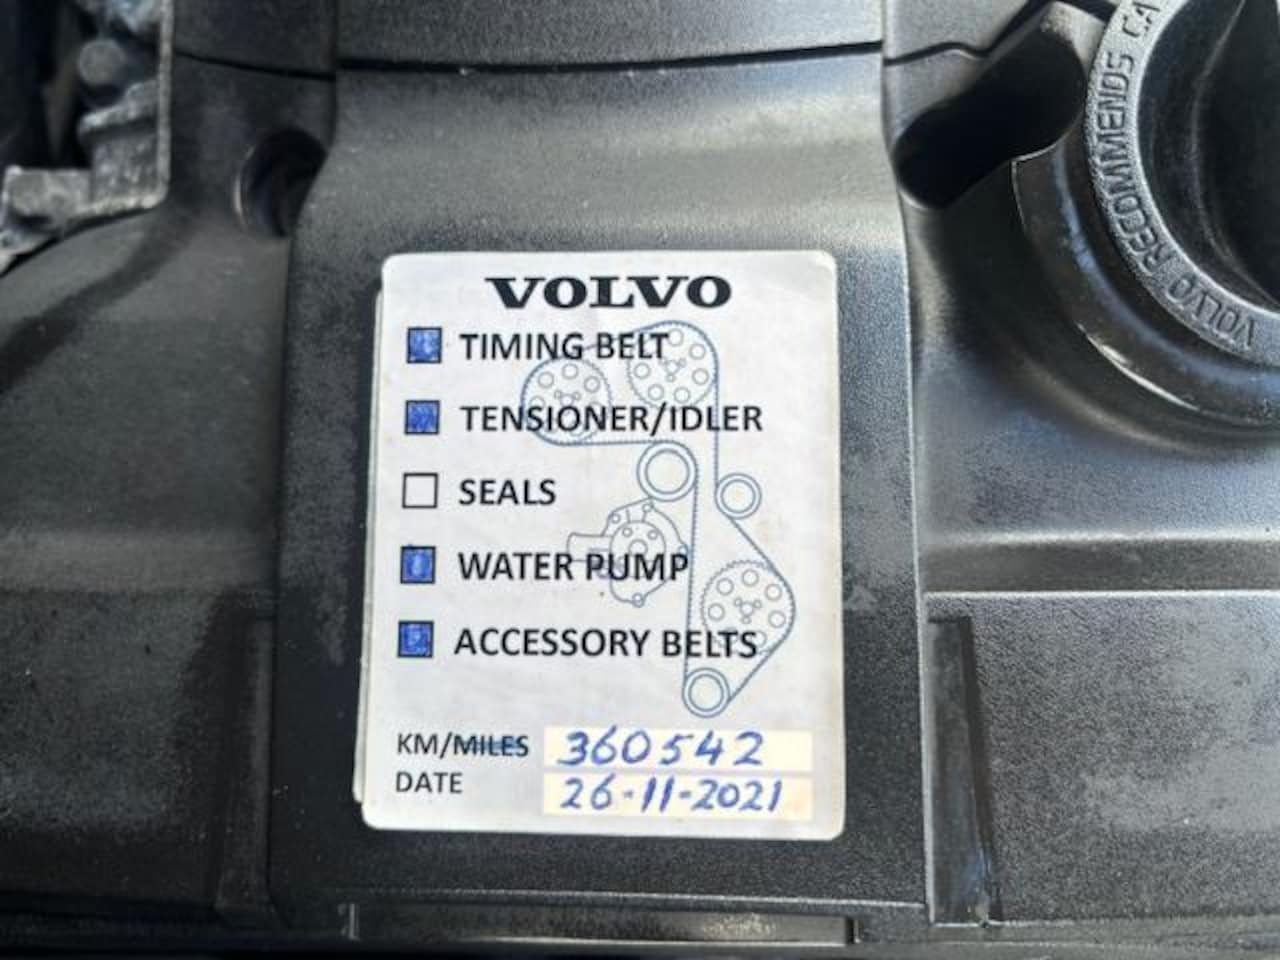 VOLVO
TIMING BELT
TENSIONER/IDLER
SEALS
WATER PUMP
ACCESSORY BELTS
KM/MILES 360542
DATE 26-11-2021
VOLVO RECOMMENDS CA